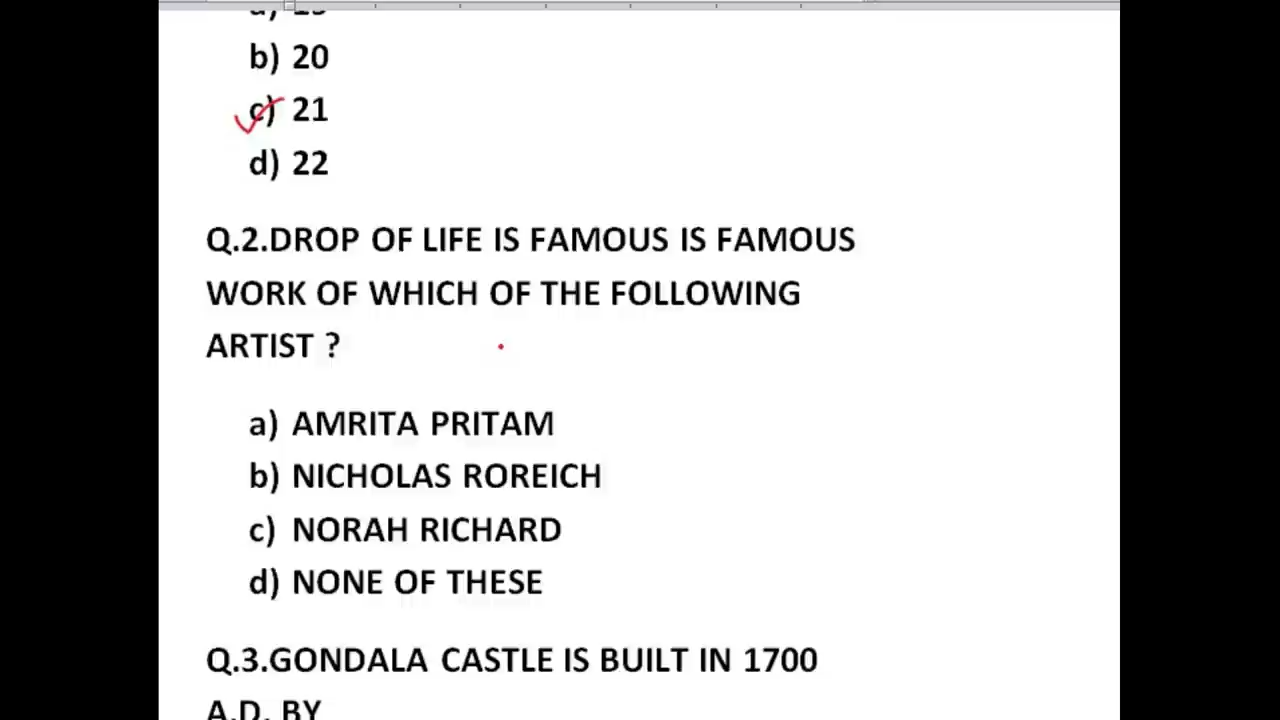 b) 20
c) 21
d) 22
Q.2.DROP OF LIFE IS FAMOUS IS FAMOUS
WORK OF WHICH OF THE FOLLOWING
ARTIST ?
a) AMRITA PRITAM
b) NICHOLAS ROREICH
c) NORAH RICHARD
d) NONE OF THESE
Q.3.GONDALA CASTLE IS BUILT IN 1700
A.D. BY